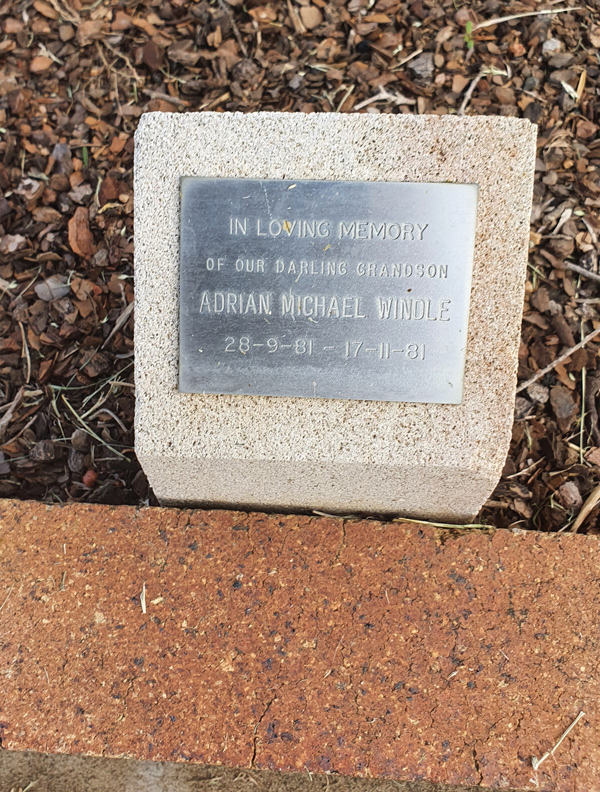 IN LOVING MEMORY
OF OUR DARLING GRANDSON
ADRIAN MICHAEL WINDLE
28-9-81 - 17-11-81